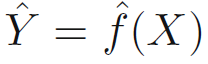 Ŷ = f̂(X)